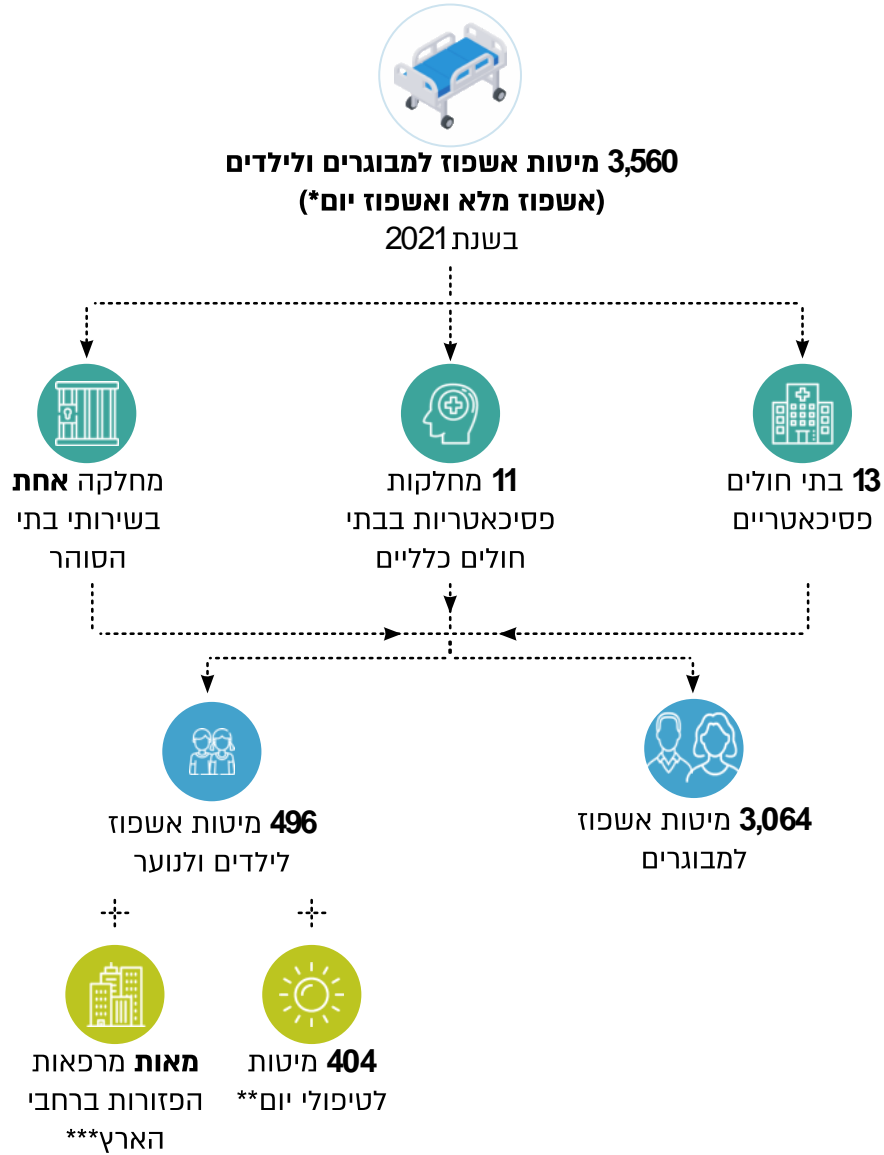 3,560 מיטות אשפוז למבוגרים ולילדים
(אשפוז מלא ואשפוז יום*)
בשנת 2021
13 בתי חולים
פסיכאטריים
11 מחלקות
פסיכאטריות בבתי
חולים כלליים
מחלקה אחת
בשירותי בתי
הסוהר
3,064 מיטות אשפוז
למבוגרים
496 מיטות אשפוז
לילדים ולנוער
404 מיטות
לטיפולי יום**
מאות מרפאות
הפזורות ברחבי
הארץ***